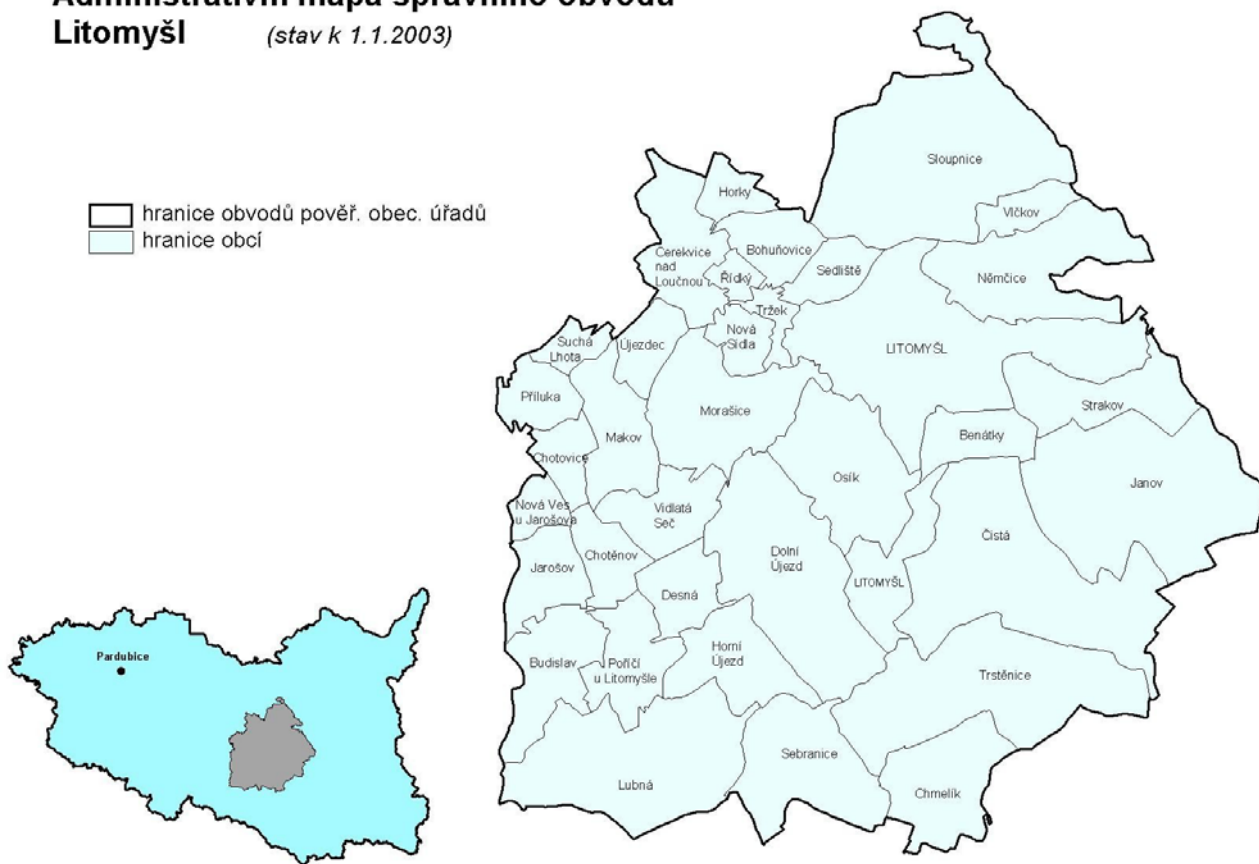 Administrativní mapa správního obvodu
Litomyšl (stav k 1.1.2003)
hranice obvodů pověř. obec. úřadů
hranice obcí
Sloupnice
Vlčkov
Horky
Bohuňovice
Cerekvice
nad
Loučnou
Řídký
Sedliště
Němčice
Tržek
Nová
Sídla
Suchá
Lhota
Újezdec
LITOMYŠL
Příluka
Morašice
Strakov
Makov
Benátky
Chotovice
Osík
Janov
Nová Ves
u Jarošova
Vidlatá
Seč
Čistá
Jarošov
Chotěnov
Dolní
Újezd
LITOMYŠL
Desná
Budislav
Poříčí
u Litomyšle
Horní
Újezd
Trstěnice
Sebranice
Lubná
Chmelík
Pardubice